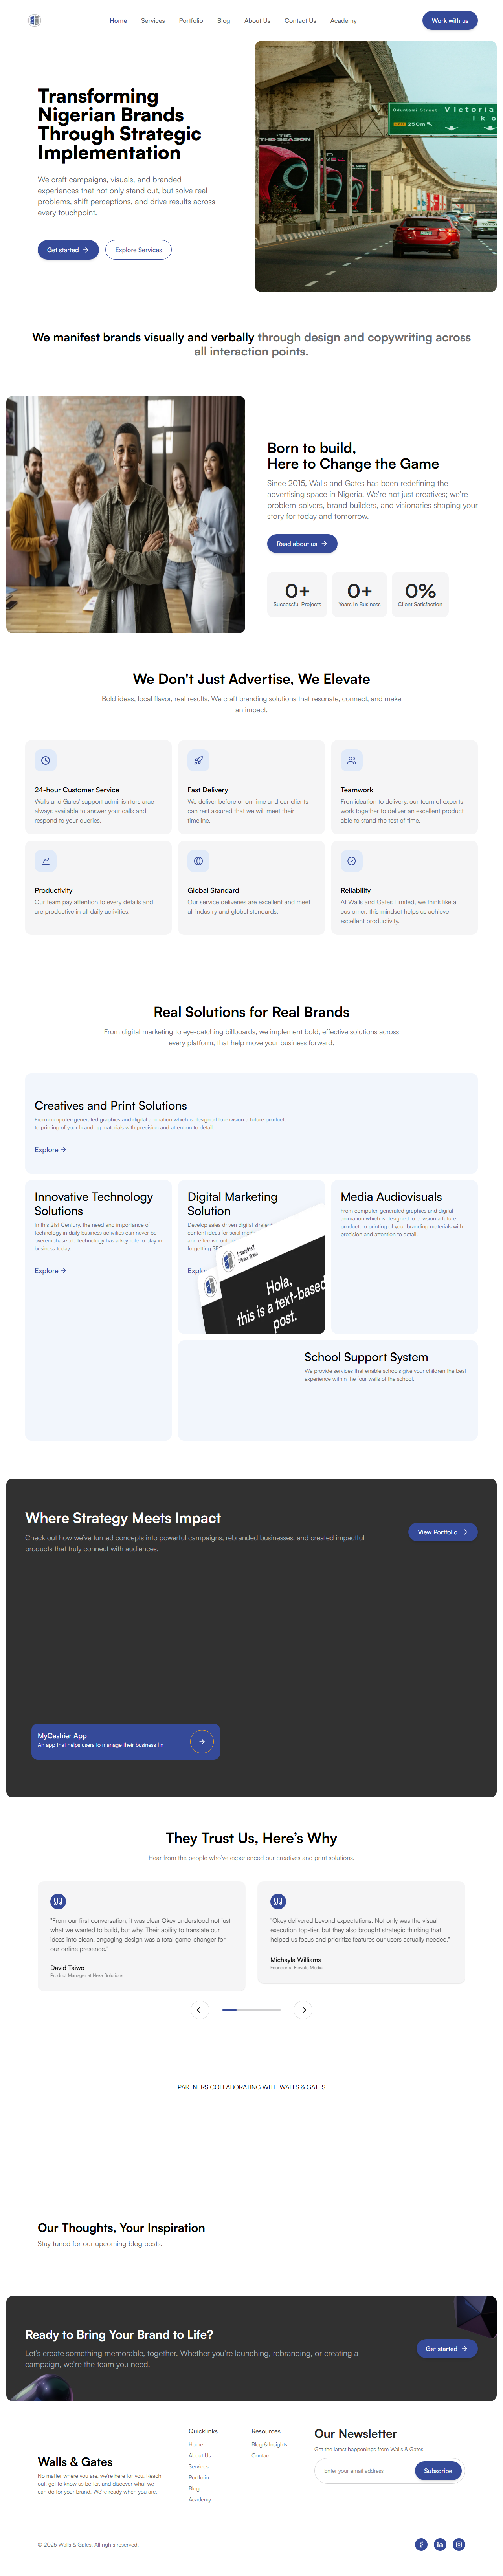 Home Services Portfolio Blog About Us Contact Us Academy Work with us
Transforming
Nigerian Brands
Through Strategic
Implementation
We craft campaigns, visuals, and branded
experiences that not only stand out, but solve real
problems, shift perceptions, and drive results across
every touchpoint.
Get started
Explore Services
'TIS
THE SEASON
Oduntami Street
Victoria
250m
Iko
We manifest brands visually and verbally through design and copywriting across
all interaction points.
Born to build,
Here to Change the Game
Since 2015, Walls and Gates has been redefining the
advertising space in Nigeria. We're not just creatives; we're
problem-solvers, brand builders, and visionaries shaping your
story for today and tomorrow.
Read about us
0+ 0+ 0%
Successful Projects Years In Business Client Satisfaction
We Don't Just Advertise, We Elevate
Bold ideas, local flavor, real results. We craft branding solutions that resonate, connect, and make
an impact.
24-hour Customer Service
Walls and Gates' support administrtors arae
always available to answer your calls and
respond to your queries.
Fast Delivery
We deliver before or on time and our clients
can rest assured that we will meet their
timeline.
Teamwork
Fron ideation to delivery, our team of experts
work together to deliver an excellent product
able to stand the test of time.
Productivity
Our team pay attention to every details and
are productive in all daily activities.
Global Standard
Our service deliveries are excellent and meet
all industry and global standards.
Reliability
At Walls and Gates Limited, we think like a
customer, this mindset helps us achieve
excellent productivity.
Real Solutions for Real Brands
From digital marketing to eye-catching billboards, we implement bold, effective solutions across
every platform, that help move your business forward.
Creatives and Print Solutions
From computer-generated graphics and digital animation which is designed to envision a future product,
to printing of your branding materials with precision and attention to detail.
Explore
Innovative Technology
Solutions
In this 21st Century, the need and importance of
technology in daily business activities can never be
overemphasized. Technology has a key role to play in
business today.
Explore
Digital Marketing
Solution
Develop sales driven digital strate
content ideas for soial media
and effective online
forgetting SE
Explo
Hola,
this is a text-based
post.
Media Audiovisuals
From computer-generated graphics and digital
animation which is designed to envision a future
product, to printing of your branding materials with
precision and attention to detail.
School Support System
We provide services that enable schools give your children the best
experience within the four walls of the school.
Where Strategy Meets Impact
Check out how we've turned concepts into powerful campaigns, rebranded businesses, and created impactful
products that truly connect with audiences.
View Portfolio
MyCashier App
An app that helps users to manage their business fin
They Trust Us, Here's Why
Hear from the people who've experienced our creatives and print solutions.
"From our first conversation, it was clear Okey understood not just
what we wanted to build, but why. Their ability to translate our
ideas into clean, engaging design was a total game-changer for
our online presence."
David Taiwo
Product Manager at Nexa Solutions
"Okey delivered beyond expectations. Not only was the visual
execution top-tier, but they also brought strategic thinking that
helped us focus and prioritize features our users actually needed."
Michayla Williams
Founder at Elevate Media
PARTNERS COLLABORATING WITH WALLS & GATES
Our Thoughts, Your Inspiration
Stay tuned for our upcoming blog posts.
Ready to Bring Your Brand to Life?
Let's create something memorable, together. Whether you're launching, rebranding, or creating a
campaign, we're the team you need.
Get started
Walls & Gates
No matter where you are, we're here for you. Reach
out, get to know us better, and discover what we
can do for your brand. We're ready when you are.
Quicklinks
Home
About Us
Services
Portfolio
Blog
Academy
Resources
Blog & Insights
Contact
Our Newsletter
Get the latest happenings from Walls & Gates.
Enter your email address
Subscribe
© 2025 Walls & Gates. All rights reserved.